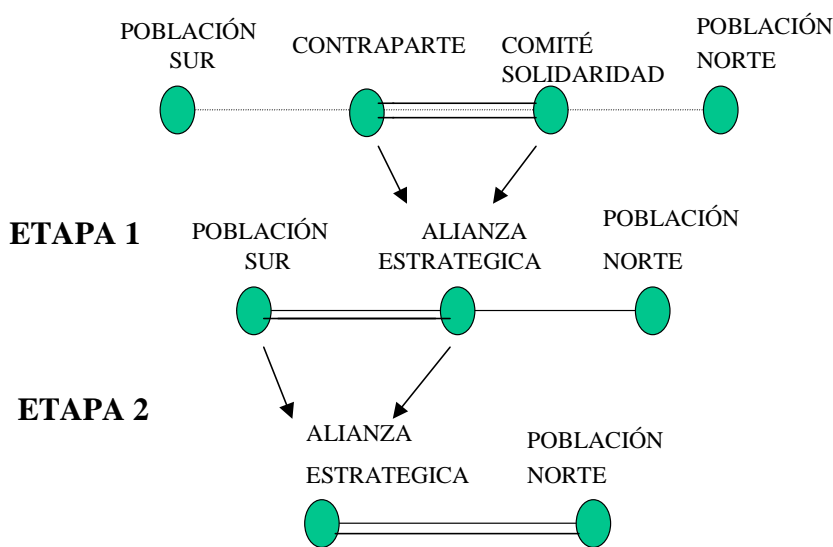 POBLACIÓN
SUR
CONTRAPARTE
COMITÉ
SOLIDARIDAD
POBLACIÓN
NORTE
ETAPA 1
POBLACIÓN
SUR
ALIANZA
ESTRATEGICA
POBLACIÓN
NORTE
ETAPA 2
ALIANZA
ESTRATEGICA
POBLACIÓN
NORTE